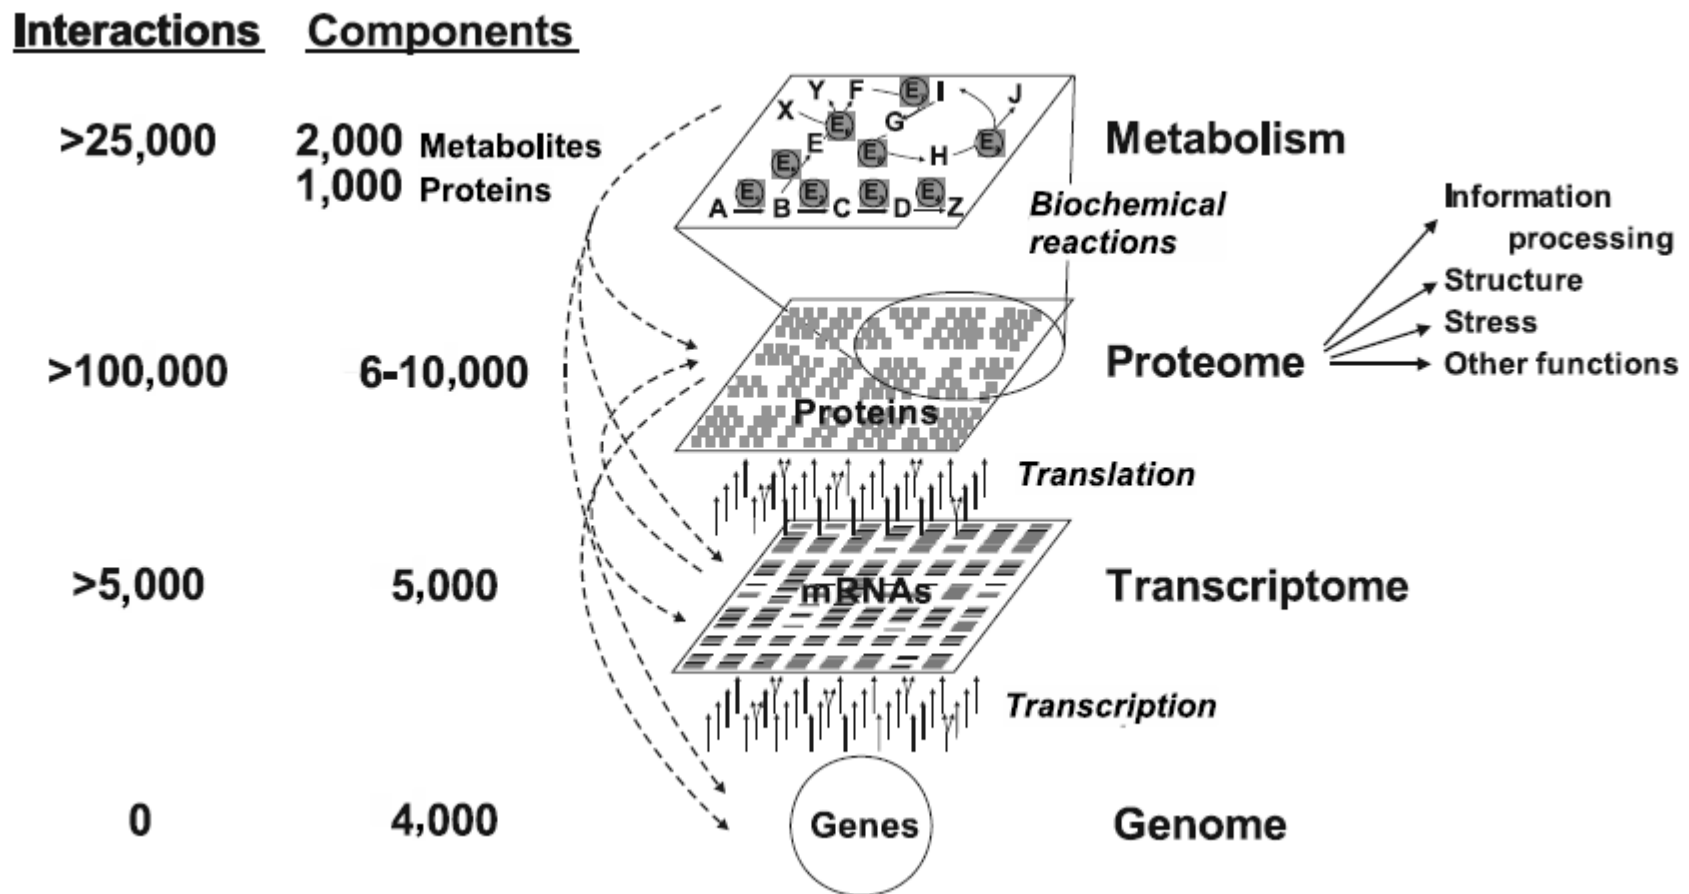 Interactions Components
>25,000
2,000 Metabolites
1,000 Proteins
Y F I J
X G
E H
A B C D Z
Metabolism
Biochemical
reactions
Information
processing
Structure
Stress
Other functions
>100,000 6-10,000
Proteins
Proteome
Translation
>5,000 5,000
mRNAs
Transcriptome
Transcription
0 4,000
Genes
Genome